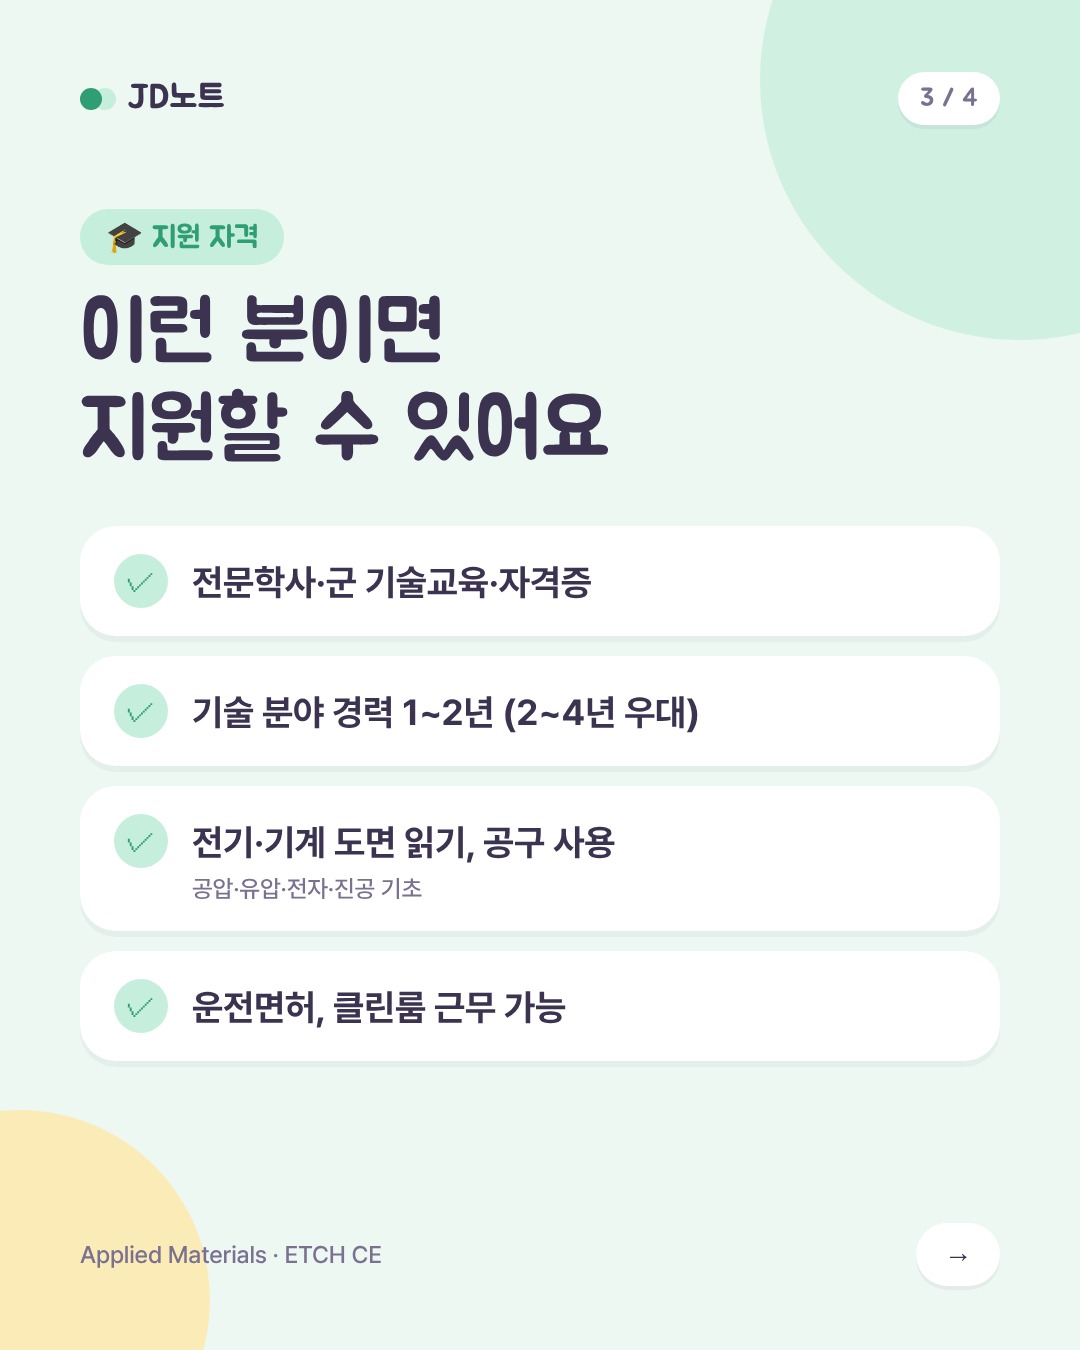 JD노트
3 / 4
🎓 지원 자격
이런 분이면
지원할 수 있어요
✓ 전문학사·군 기술교육·자격증
✓ 기술 분야 경력 1~2년 (2~4년 우대)
✓ 전기·기계 도면 읽기, 공구 사용
공압·유압·전자·진공 기초
✓ 운전면허, 클린룸 근무 가능
Applied Materials · ETCH CE
→